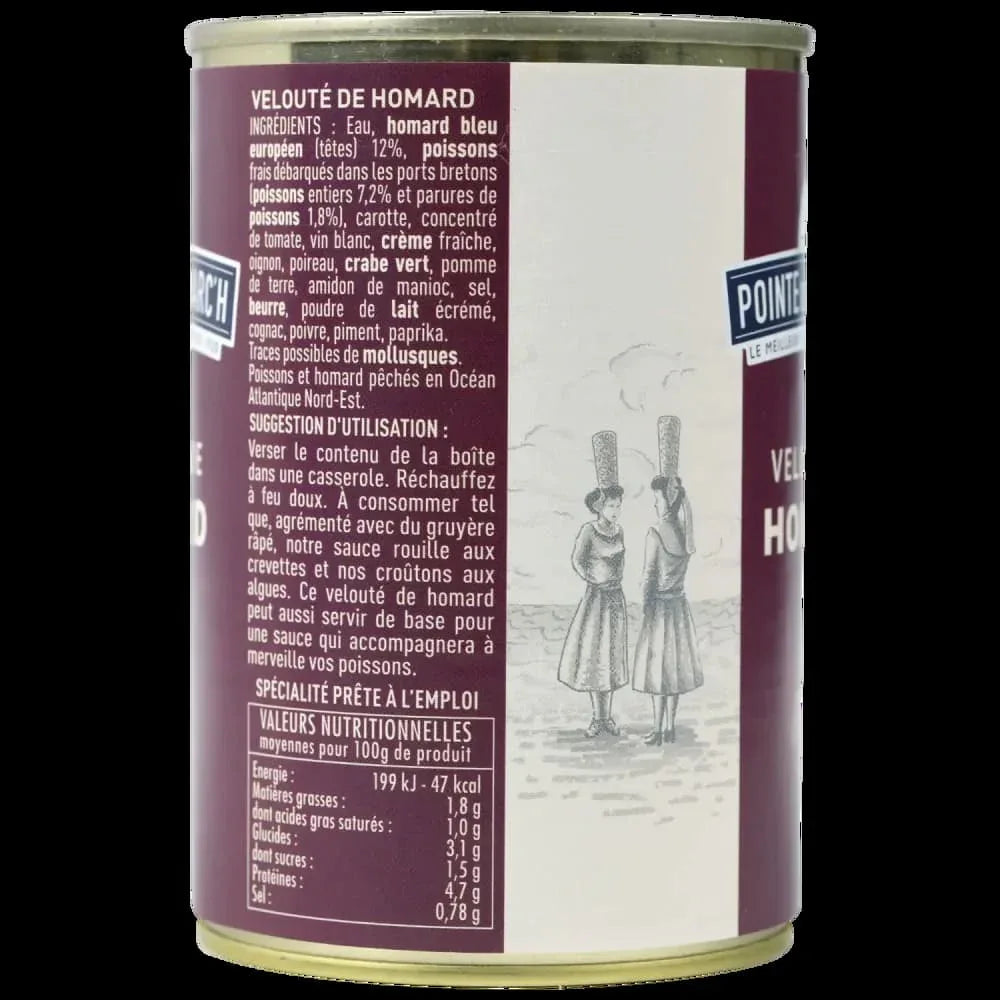 VELOUTÉ DE HOMARD
INGRÉDIENTS : Eau, homard bleu
européen (têtes) 12%, poissons
frais débarqués dans les ports bretons
(poissons entiers 7,2% et parures de
poissons 1,8%), carotte, concentré
de tomate, vin blanc, crème fraîche,
oignon, poireau, crabe vert, pomme
de terre, amidon de manioc, sel,
beurre, poudre de lait écrémé,
cognac, poivre, piment, paprika.
Traces possibles de mollusques.
Poissons et homard pêchés en Océan
Atlantique Nord-Est.
SUGGESTION D'UTILISATION :
Verser le contenu de la boîte
dans une casserole. Réchauffez
à feu doux. À consommer tel
que, agrémenté avec du gruyère
râpé, notre sauce rouille aux
crevettes et nos croûtons aux
algues. Ce velouté de homard
peut aussi servir de base pour
une sauce qui accompagnera à
merveille vos poissons.
SPÉCIALITÉ PRÊTE À L'EMPLOI
VALEURS NUTRITIONNELLES
moyennes pour 100g de produit
Energie : 199 kJ - 47 kcal
Matières grasses : 1,8 g
dont acides gras saturés : 1,0 g
Glucides : 3,1 g
dont sucres : 1,5 g
Protéines : 4,7 g
Sel : 0,78 g
ARC'H
E
D
POINTE
LE MEILLEUR
VEL
HO